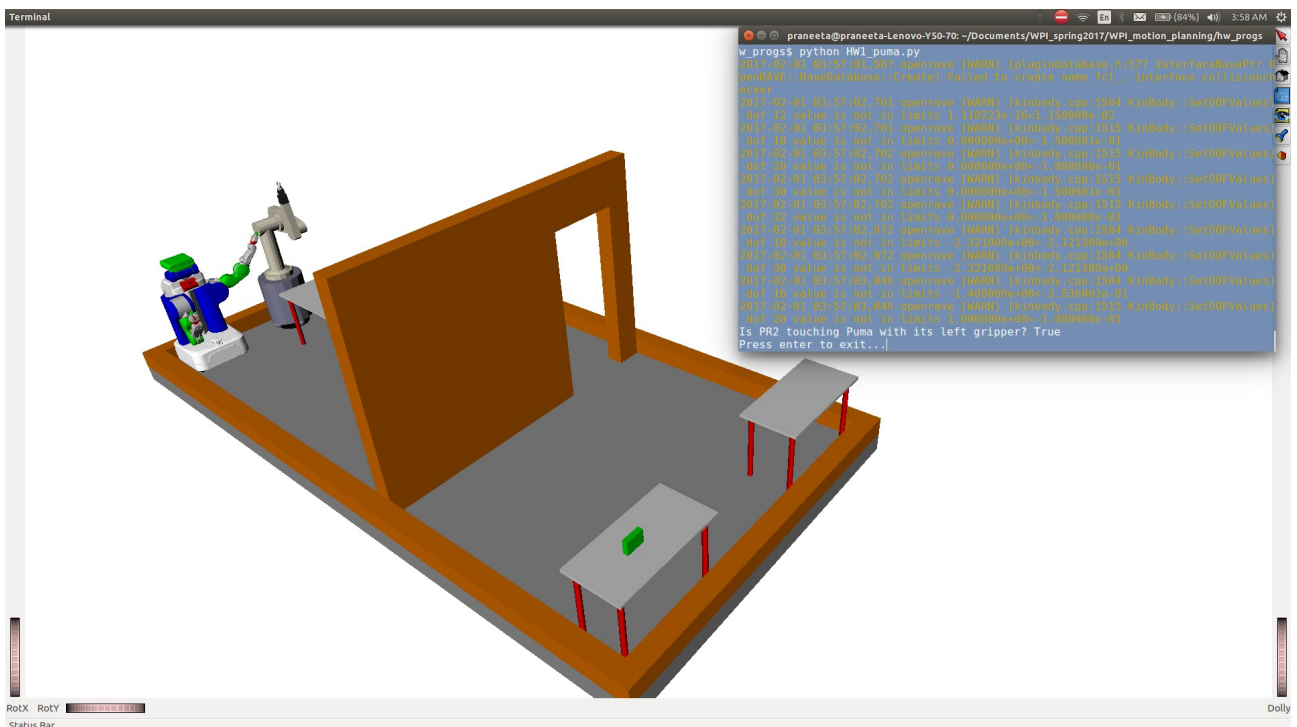 Terminal
En (84%) 3:58 AM
praneeta@praneeta-Lenovo-Y50-70: ~/Documents/WPI_spring2017/WPI_motion_planning/hw_progs
w_progs$ python HW1_puma.py
2017-02-01 03:57:01,587 openrave [WARN] [plugindatabase.h:577 InterfaceBasePtr O
penRAVE::RaveDatabase::Create] Failed to create name fcl_, interface collisionch
ecker
2017-02-01 03:57:02,701 openrave [WARN] [kinbody.cpp:1504 KinBody::SetDOFValues]
dof 12 value is not in limits 1.110223e-16<1.150000e-02
2017-02-01 03:57:02,701 openrave [WARN] [kinbody.cpp:1515 KinBody::SetDOFValues]
dof 18 value is not in limits 0.000000e+00<-1.500001e-01
2017-02-01 03:57:02,702 openrave [WARN] [kinbody.cpp:1515 KinBody::SetDOFValues]
dof 20 value is not in limits 0.000000e+00<-1.000000e-01
2017-02-01 03:57:02,702 openrave [WARN] [kinbody.cpp:1515 KinBody::SetDOFValues]
dof 30 value is not in limits 0.000000e+00<-1.500001e-01
2017-02-01 03:57:02,702 openrave [WARN] [kinbody.cpp:1515 KinBody::SetDOFValues]
dof 32 value is not in limits 0.000000e+00<-1.000000e-01
2017-02-01 03:57:02,972 openrave [WARN] [kinbody.cpp:1504 KinBody::SetDOFValues]
dof 18 value is not in limits -2.321000e+00<-2.121300e+00
2017-02-01 03:57:02,972 openrave [WARN] [kinbody.cpp:1504 KinBody::SetDOFValues]
dof 30 value is not in limits -2.321000e+00<-2.121300e+00
2017-02-01 03:57:03,046 openrave [WARN] [kinbody.cpp:1504 KinBody::SetDOFValues]
dof 16 value is not in limits -1.400000e+00<-3.536002e-01
2017-02-01 03:57:03,046 openrave [WARN] [kinbody.cpp:1515 KinBody::SetDOFValues]
dof 20 value is not in limits 1.000000e+00<-1.000000e-01
Is PR2 touching Puma with its left gripper? True
Press enter to exit...
RotX RotY Dolly
Status Bar